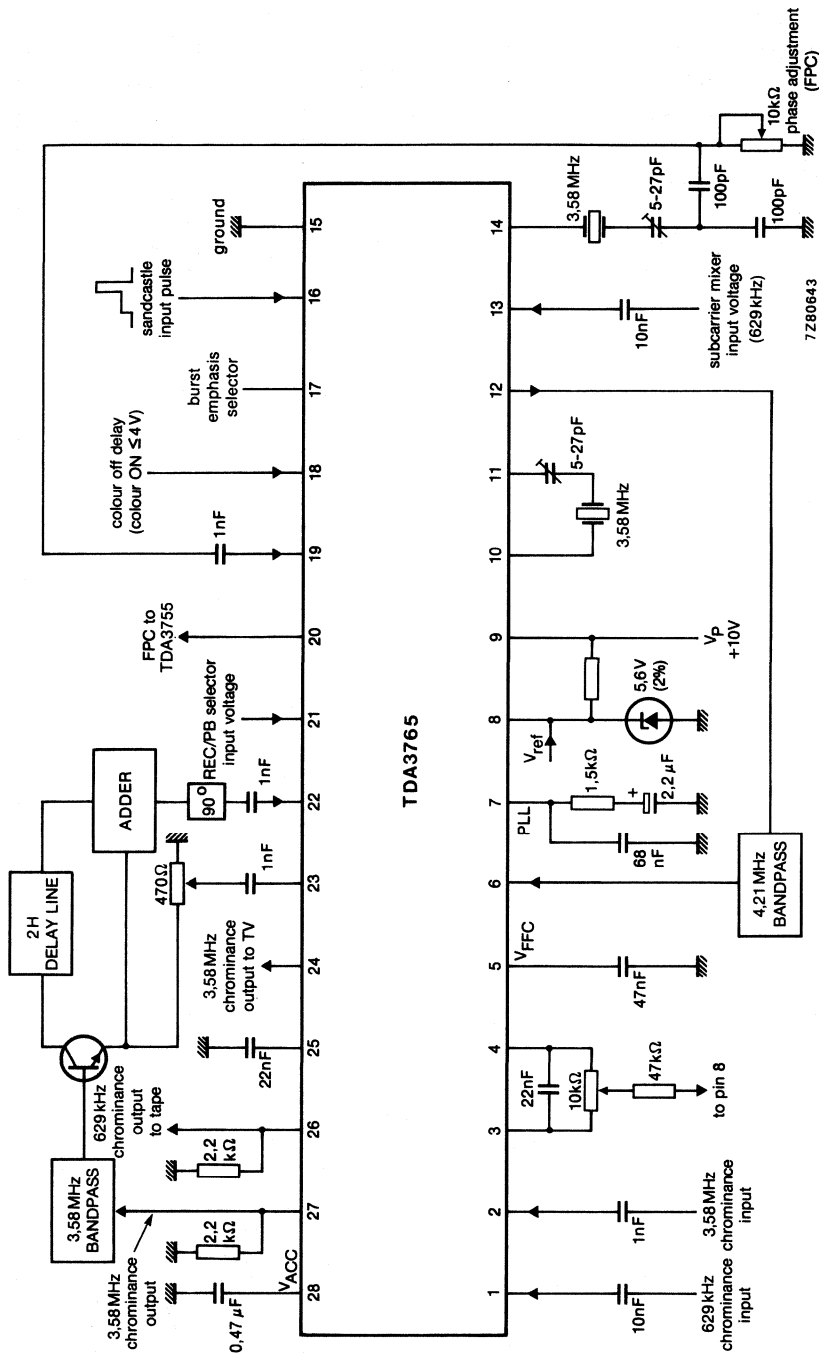 2H
DELAY LINE
ADDER
3,58 MHz
BANDPASS
90°
470Ω
1nF
1nF
1nF
colour off delay
(colour ON ≤ 4 V)
burst
emphasis
selector
sandcastle
input pulse
ground
3,58 MHz
chrominance
output
629 kHz
chrominance
output
to tape
3,58 MHz
chrominance
output to TV
REC/PB selector
input voltage
FPC to
TDA3755
0,47 µF
2,2
kΩ
2,2
kΩ
22nF
VACC
28
27
26
25
24
23
22
21
20
19
18
17
16
15
TDA3765
1
2
3
4
5
6
7
8
9
10
11
12
13
14
VFFC
PLL
10nF
629 kHz
chrominance
input
1nF
3,58 MHz
chrominance
input
22nF
10kΩ
47kΩ
to pin 8
47nF
4,21 MHz
BANDPASS
68
nF
1,5kΩ
+
2,2 µF
Vref
5,6V
(2%)
VP
+10V
3,58 MHz
5-27pF
10nF
subcarrier mixer
input voltage
(629 kHz)
3,58 MHz
5-27pF
100pF
100pF
10kΩ
phase adjustment
(FPC)
7Z80643